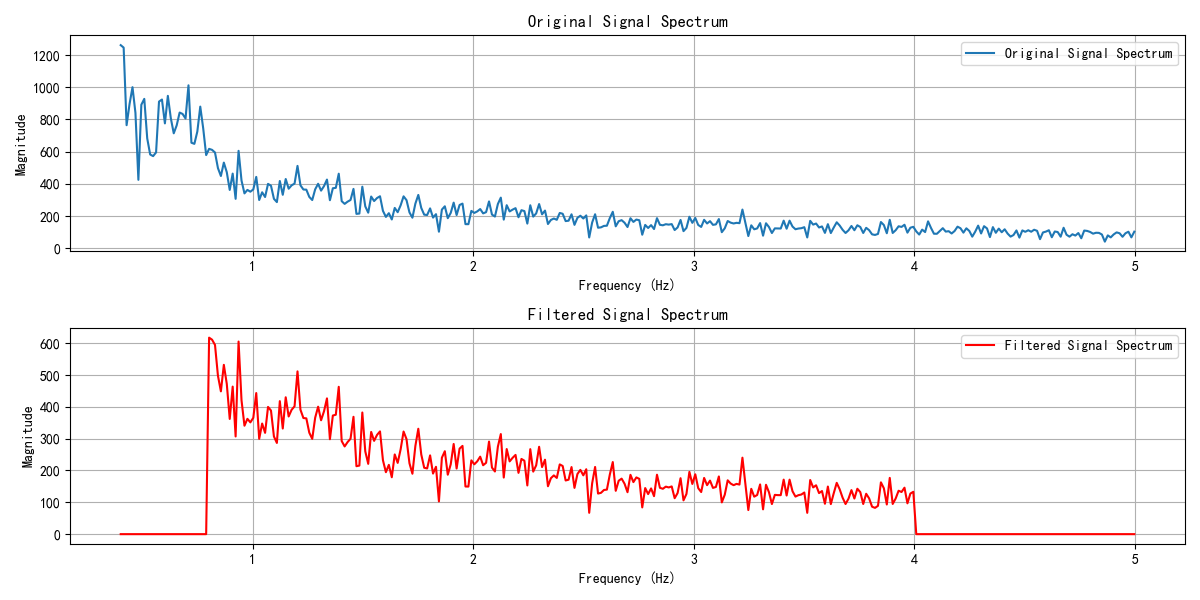 Original Signal Spectrum
Original Signal Spectrum
1200
1000
800
600
400
200
0
Magnitude
1 2 3 4 5
Frequency (Hz)
Filtered Signal Spectrum
Filtered Signal Spectrum
600
500
400
300
200
100
0
Magnitude
1 2 3 4 5
Frequency (Hz)